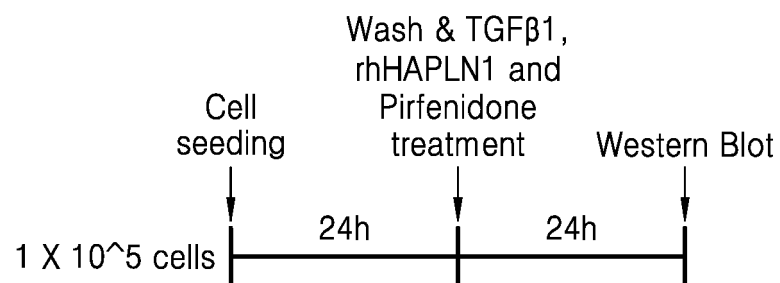 Wash & TGFβ1,
rhHAPLN1 and
Pirfenidone
treatment
Cell
seeding
Western Blot
24h
24h
1 X 10^5 cells